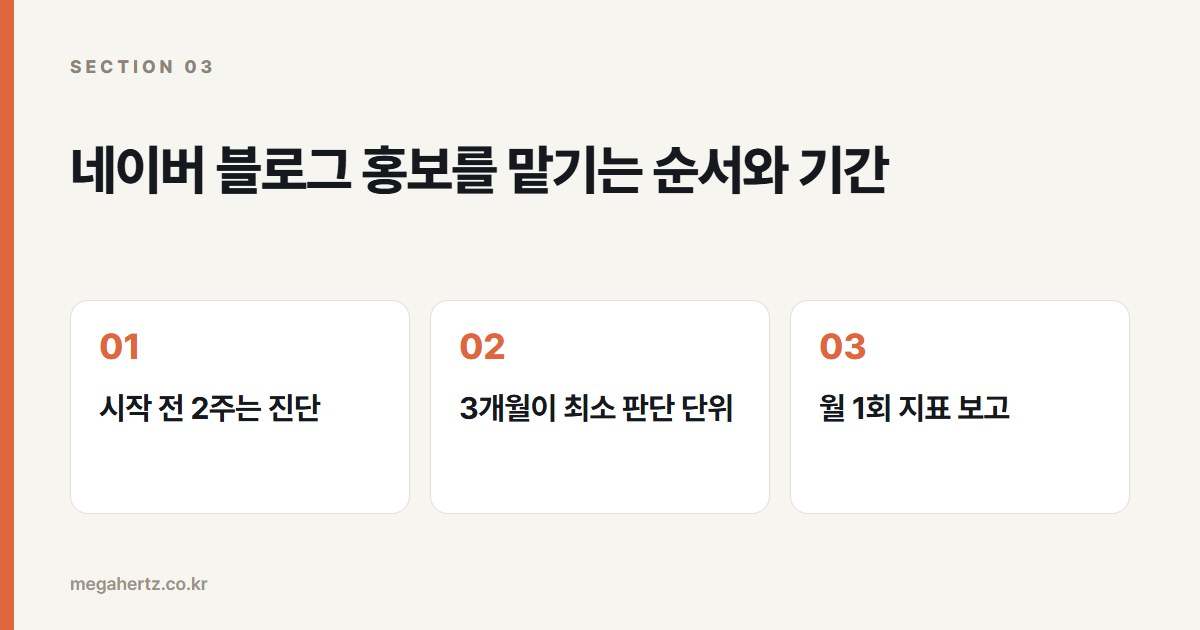 SECTION 03
네이버 블로그 홍보를 맡기는 순서와 기간
01
시작 전 2주는 진단
02
3개월이 최소 판단 단위
03
월 1회 지표 보고
megahertz.co.kr